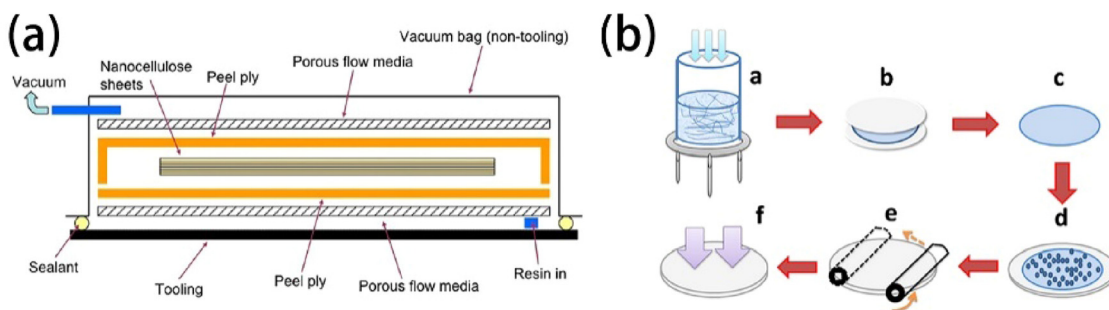 (a)
Vacuum bag (non-tooling)
Nanocellulose
sheets
Peel ply
Porous flow media
Vacuum
Sealant
Tooling
Peel ply
Porous flow media
Resin in
(b)
a
b
c
f
e
d